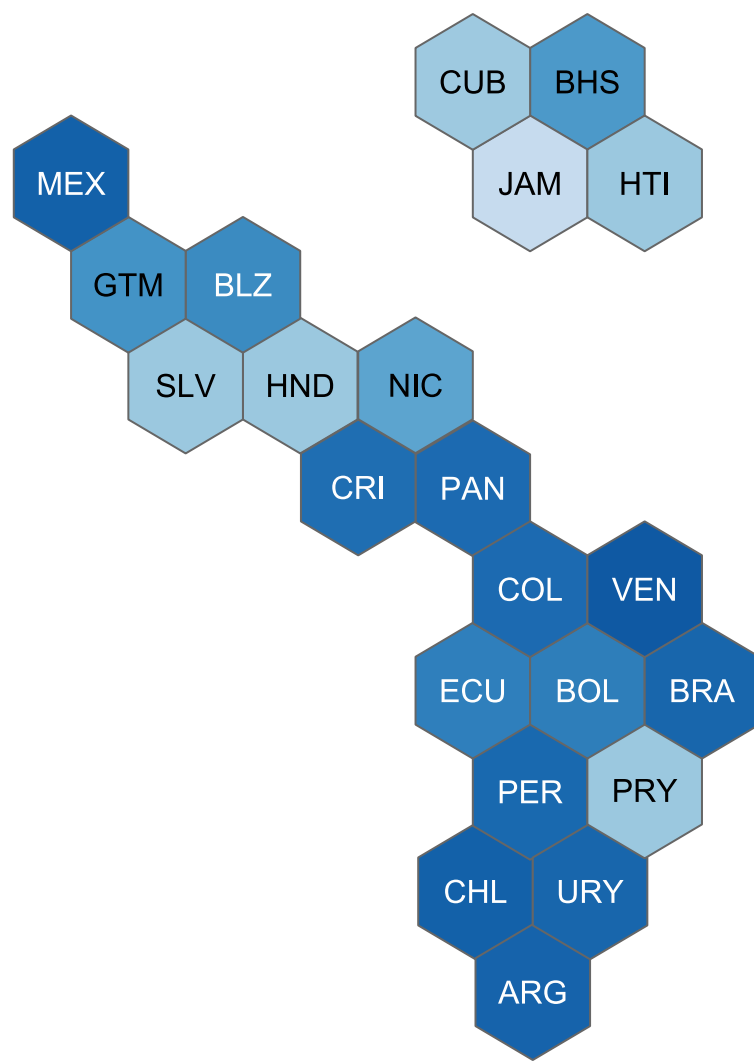 CUB BHS
JAM HTI
MEX
GTM BLZ
SLV HND NIC
CRI PAN
COL VEN
ECU BOL BRA
PER PRY
CHL URY
ARG